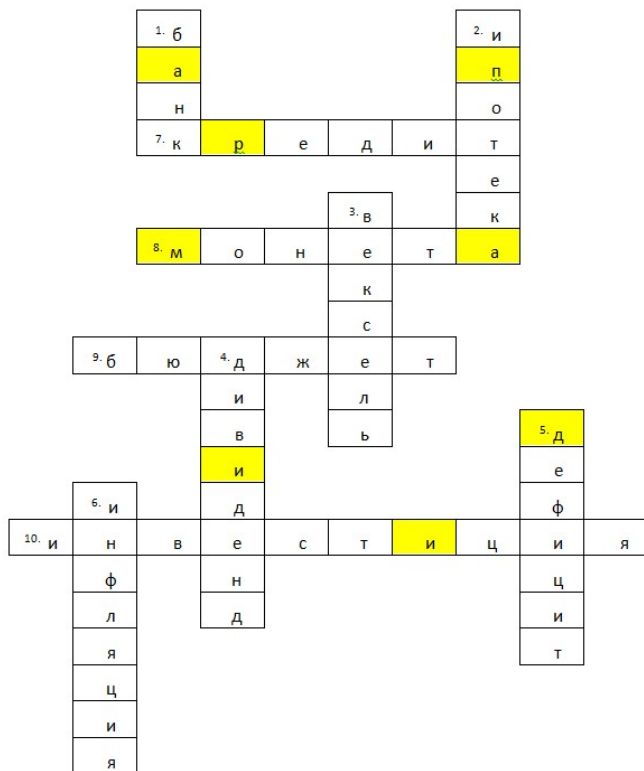 1. б 2. и
а п
н о
7. к р е д и т
е
3. в к
8. м о н е т а
к
с
9. б ю 4. д ж е т
и л
в ь 5. д
и е
6. и д ф
10. и н в е с т и ц и я
ф н ц
л д и
я т
ц
и
я